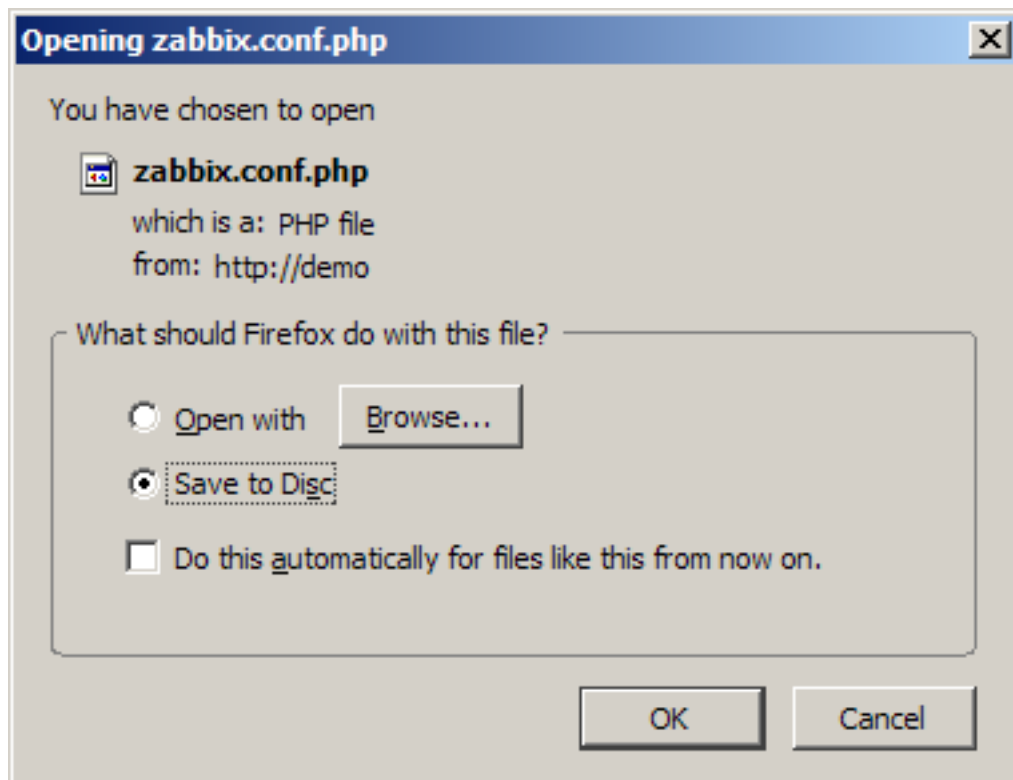 Opening zabbix.conf.php
You have chosen to open
zabbix.conf.php
which is a: PHP file
from: http://demo
What should Firefox do with this file?
Open with Browse...
Save to Disc
Do this automatically for files like this from now on.
OK Cancel